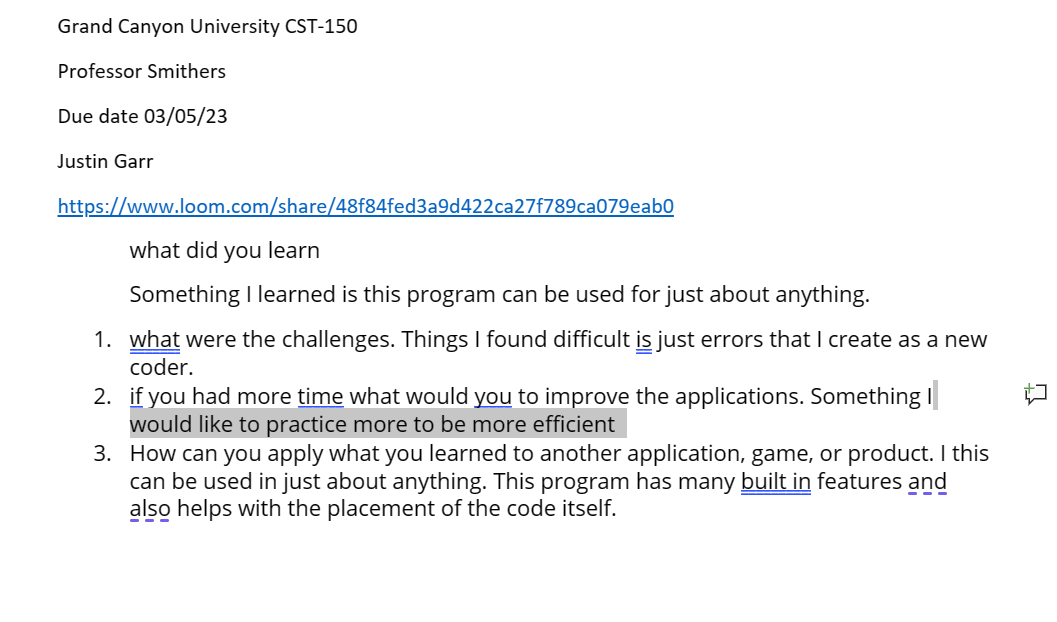 Grand Canyon University CST-150
Professor Smithers
Due date 03/05/23
Justin Garr
https://www.loom.com/share/48f84fed3a9d422ca27f789ca079eab0
what did you learn
Something I learned is this program can be used for just about anything.
1. what were the challenges. Things I found difficult is just errors that I create as a new
coder.
2. if you had more time what would you to improve the applications. Something I
would like to practice more to be more efficient
3. How can you apply what you learned to another application, game, or product. I this
can be used in just about anything. This program has many built in features and
also helps with the placement of the code itself.